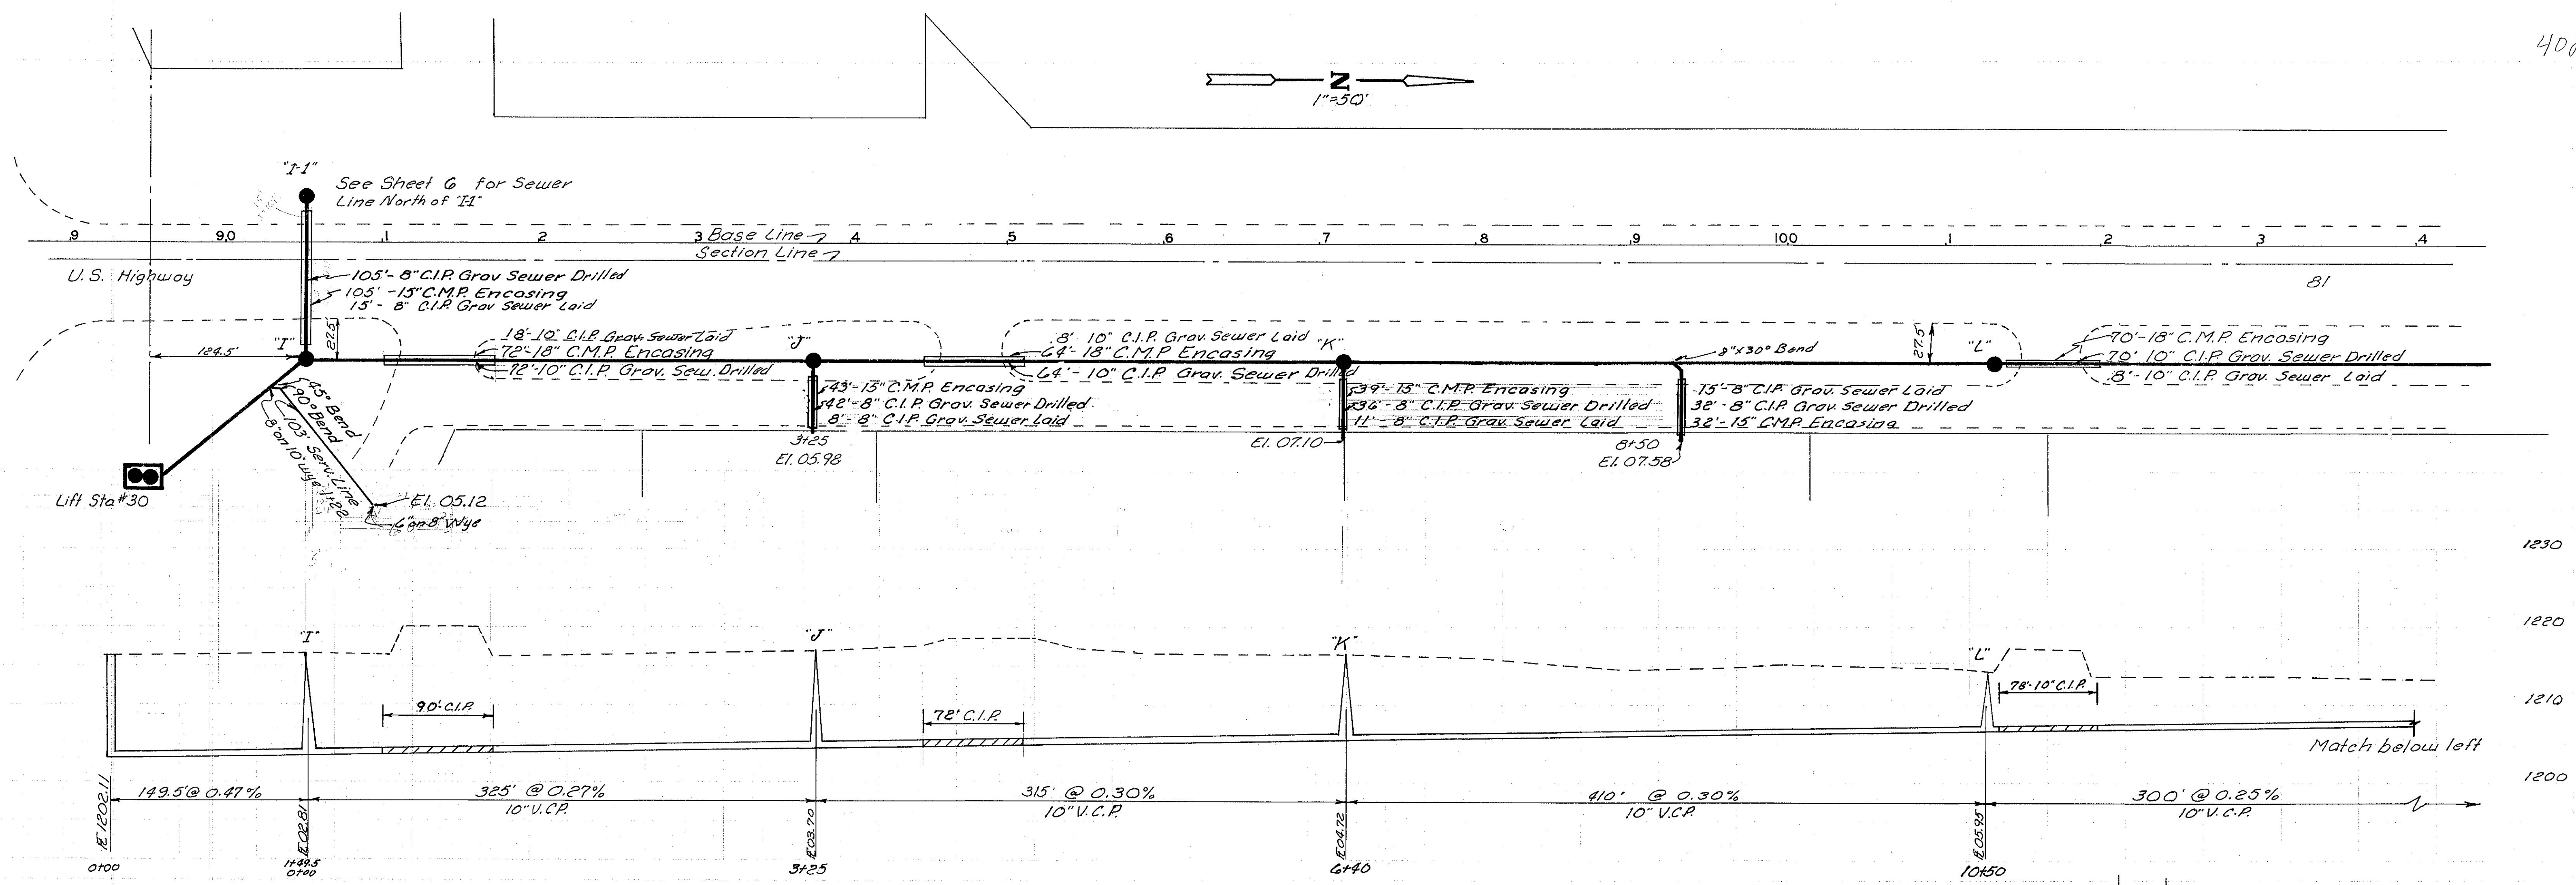 400
N
1"=50'
"I-1"
See Sheet 6 for Sewer
Line North of "I-1"
9 90 1 2 3 Base Line 4 5 6 7 8 9 100 1 2 3 4
Section Line
U.S. Highway
81
105'- 8" C.I.P. Grav Sewer Drilled
105' -15" C.M.P. Encasing
15'- 8" C.I.P. Grav Sewer Laid
27.5'
124.5'
"I"
18'-10" C.I.P. Grav. Sewer Laid
72'-18" C.M.P. Encasing
72'-10" C.I.P. Grav. Sew. Drilled
"J"
8'- 10" C.I.P. Grav. Sewer Laid
64'- 18" C.M.P. Encasing
64'- 10" C.I.P. Grav. Sewer Drilled
"K"
8"x30° Bend
27.5'
"L"
70'-18" C.M.P. Encasing
70' 10" C.I.P. Grav. Sewer Drilled
8'-10" C.I.P. Grav. Sewer Laid
43'-15" C.M.P. Encasing
42'-8" C.I.P. Grav. Sewer Drilled
8'-8" C.I.P. Grav. Sewer Laid
39'-15" C.M.P. Encasing
36'-8" C.I.P. Grav. Sewer Drilled
11'-8" C.I.P. Grav. Sewer Laid
15'-8" C.I.P. Grav. Sewer Laid
32'-8" C.I.P. Grav. Sewer Drilled
32'-15" C.M.P. Encasing
45° Bend
90° Bend
103' Serv. Line
8" on 10" wye 1+22
3+25
El. 05.98
El. 07.10
8+50
El. 07.58
Lift Sta #30
El. 05.12
6" on 8" Wye
1230
1220
1210
1200
"I"
"J"
"K"
"L"
90'-C.I.P.
72' C.I.P.
78'-10" C.I.P.
Match below left
149.5' @ 0.47%
325' @ 0.27%
10" V.C.P.
315' @ 0.30%
10" V.C.P.
410' @ 0.30%
10" V.C.P.
300' @ 0.25%
10" V.C.P.
IE 1202.11
IE 02.81
IE 03.70
IE 04.72
IE 05.95
0+00
1+49.5
0+00
3+25
6+40
10+50